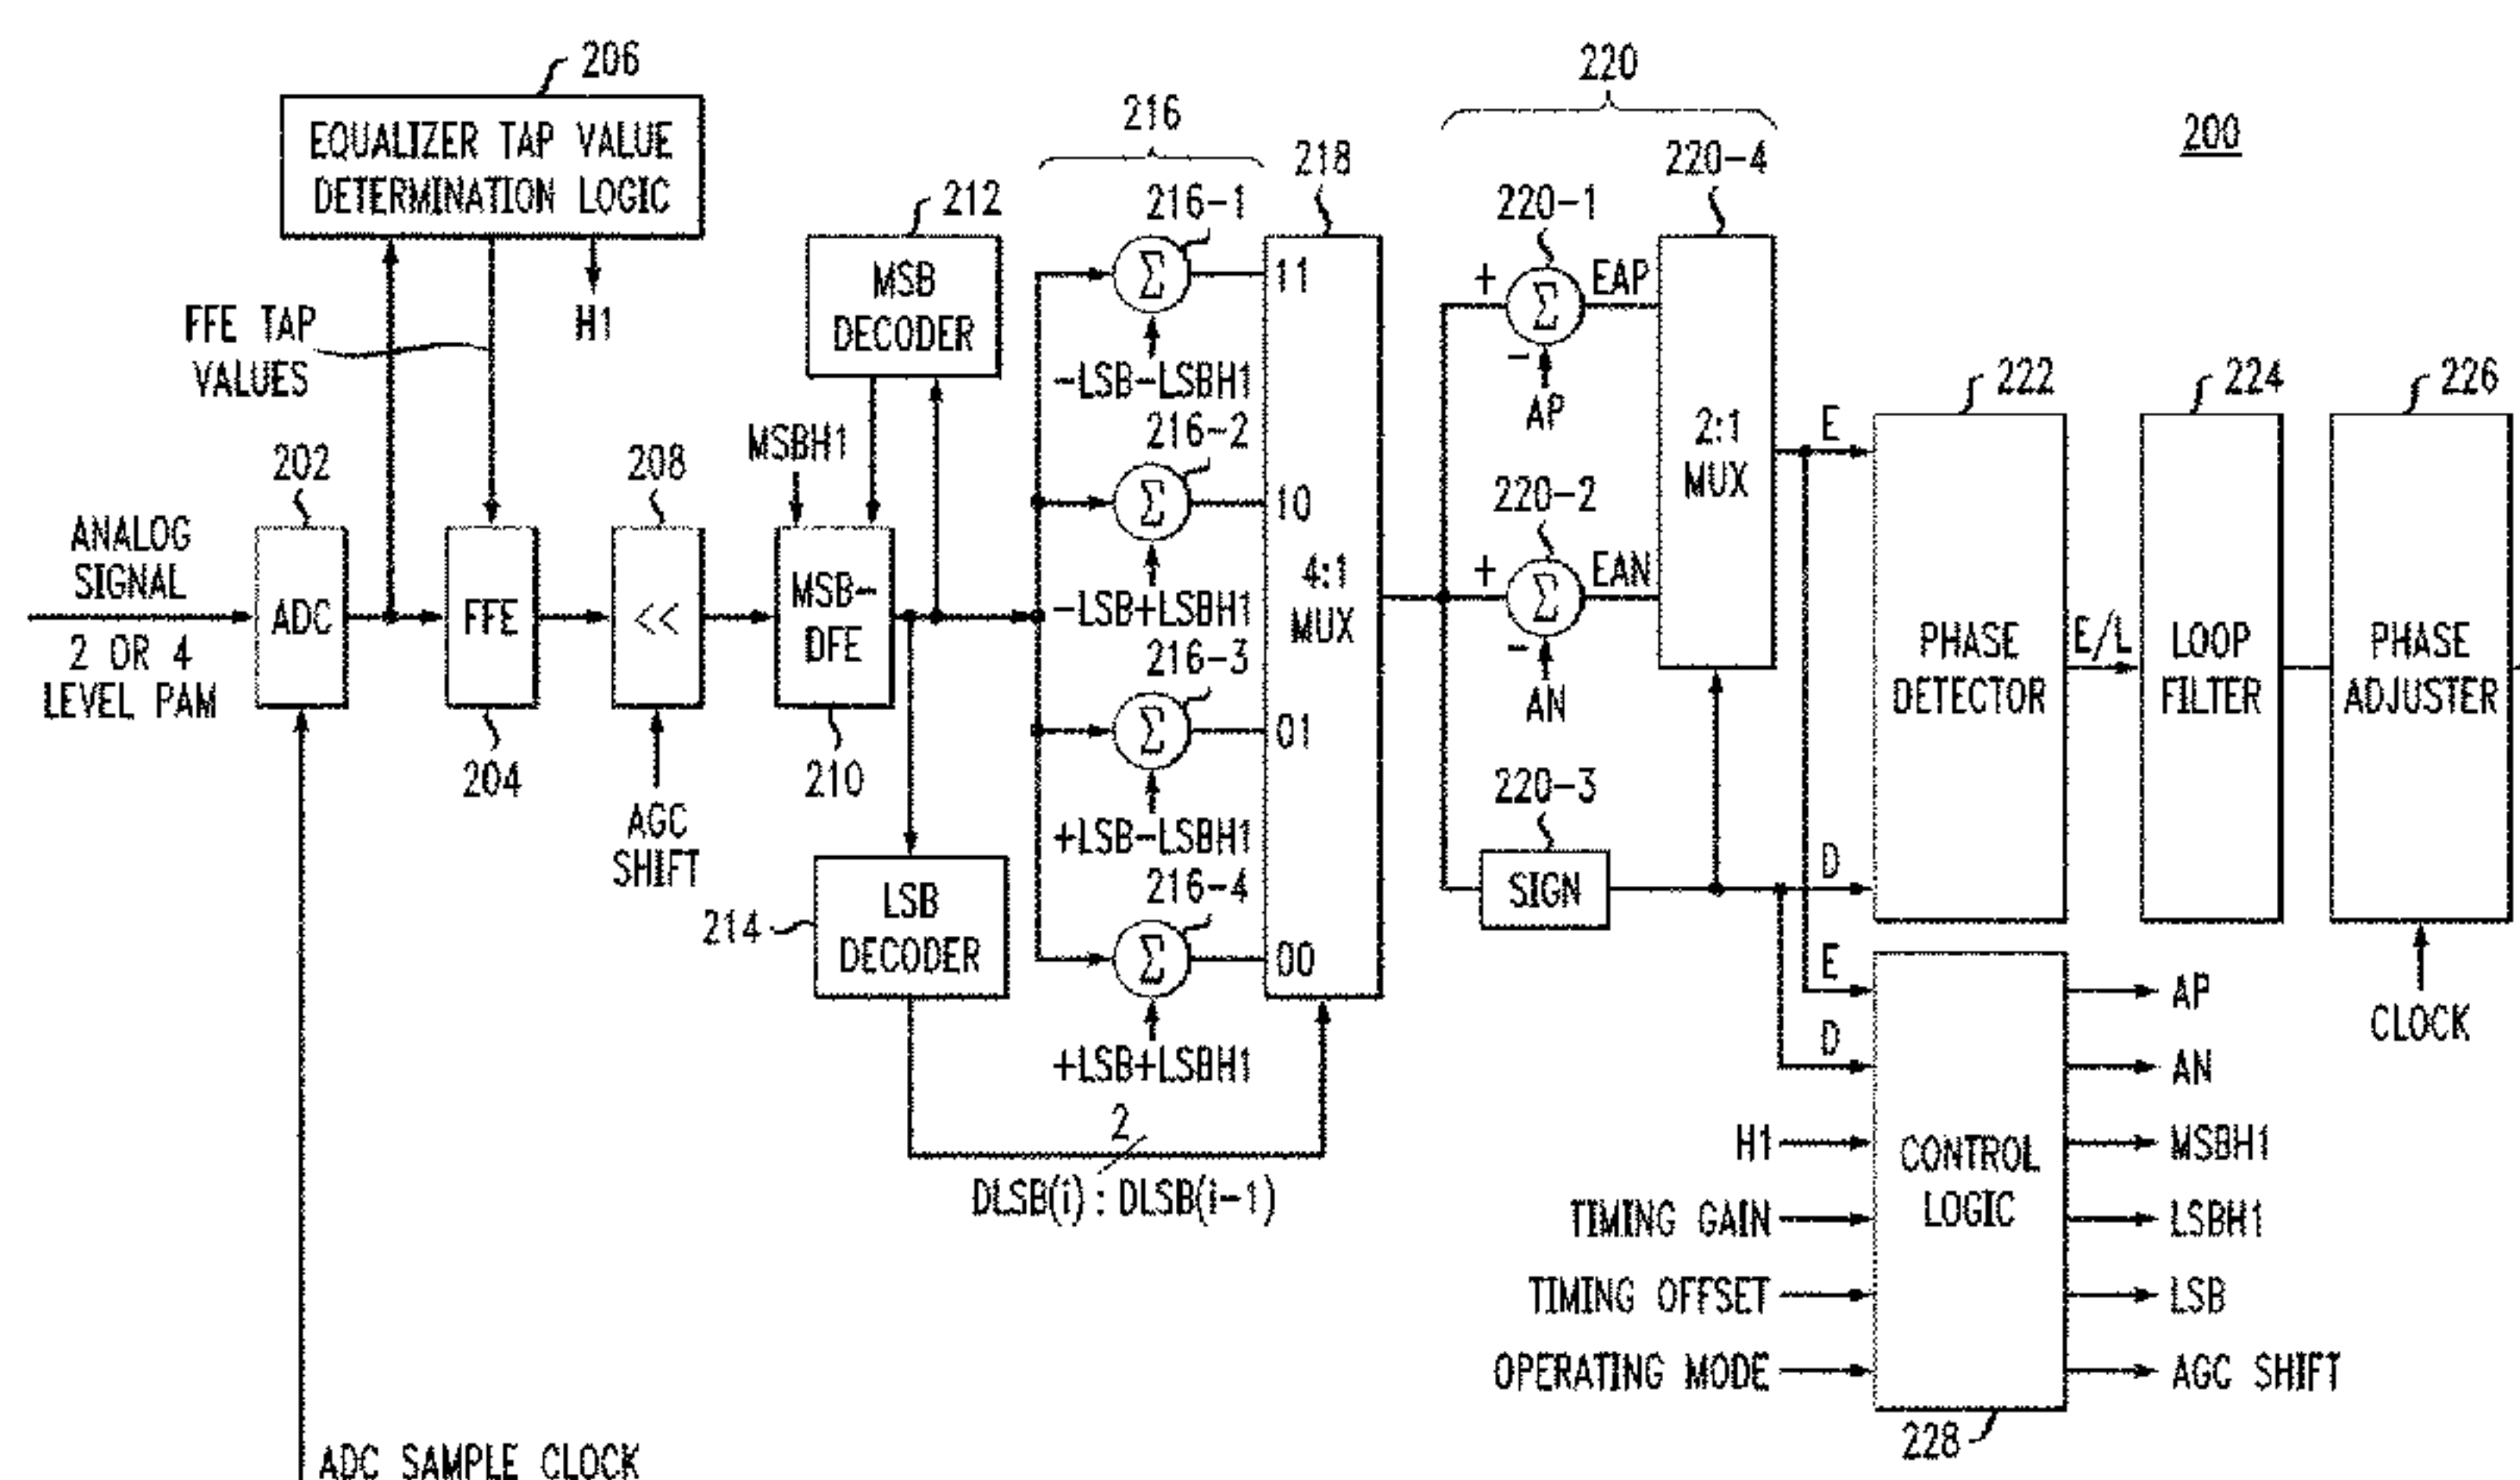 200
206
EQUALIZER TAP VALUE
DETERMINATION LOGIC
FFE TAP
VALUES
H1
202
ANALOG
SIGNAL
2 OR 4
LEVEL PAM
ADC
FFE
204
208
<<
AGC
SHIFT
MSBH1
MSB-
DFE
210
212
MSB
DECODER
214
LSB
DECODER
216
216-1
-LSB-LSBH1
216-2
-LSB+LSBH1
216-3
+LSB-LSBH1
216-4
+LSB+LSBH1
Σ
Σ
Σ
Σ
2
DLSB(i) : DLSB(i-1)
218
11
10
4:1
MUX
01
00
220
220-1
+
Σ
EAP
-
AP
220-2
+
Σ
EAN
-
AN
220-3
SIGN
220-4
2:1
MUX
E
D
222
PHASE
DETECTOR
E/L
224
LOOP
FILTER
226
PHASE
ADJUSTER
CLOCK
E
D
H1
TIMING GAIN
TIMING OFFSET
OPERATING MODE
CONTROL
LOGIC
228
AP
AN
MSBH1
LSBH1
LSB
AGC SHIFT
ADC SAMPLE CLOCK